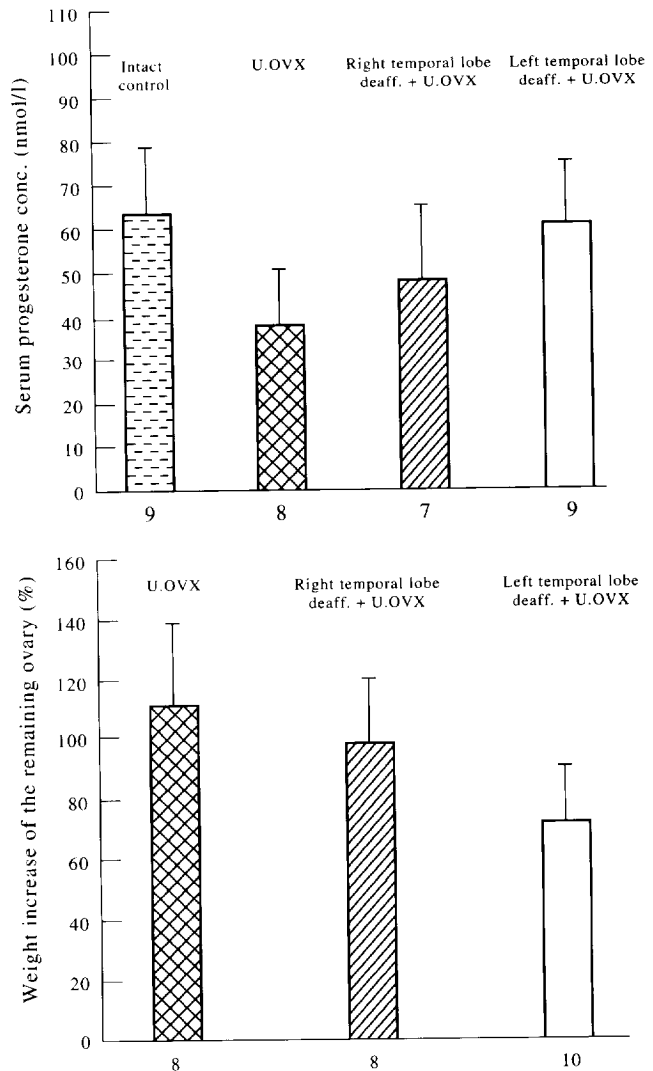 Serum progesterone conc. (nmol/l)
110
100
90
80
70
60
50
40
30
20
10
0
Intact
control
U.OVX
Right temporal lobe
deaff. + U.OVX
Left temporal lobe
deaff. + U.OVX
9
8
7
9
Weight increase of the remaining ovary (%)
160
140
120
100
80
60
40
20
0
U.OVX
Right temporal lobe
deaff. + U.OVX
Left temporal lobe
deaff. + U.OVX
8
8
10